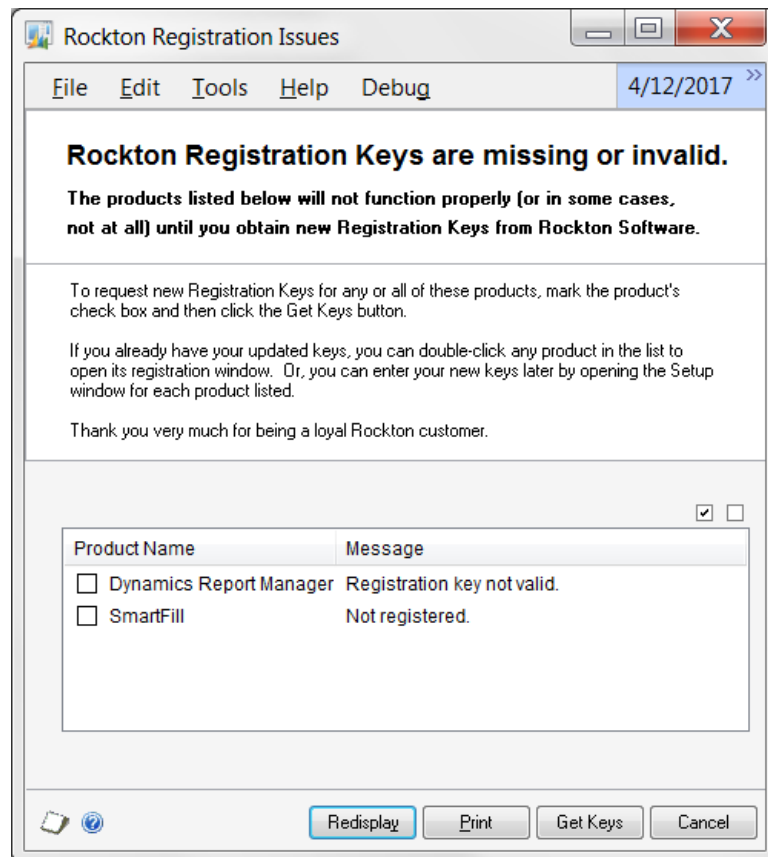 Rockton Registration Issues
File Edit Tools Help Debug 4/12/2017 »
Rockton Registration Keys are missing or invalid.
The products listed below will not function properly (or in some cases,
not at all) until you obtain new Registration Keys from Rockton Software.
To request new Registration Keys for any or all of these products, mark the product's
check box and then click the Get Keys button.
If you already have your updated keys, you can double-click any product in the list to
open its registration window. Or, you can enter your new keys later by opening the Setup
window for each product listed.
Thank you very much for being a loyal Rockton customer.
Product Name Message
Dynamics Report Manager Registration key not valid.
SmartFill Not registered.
Redisplay Print Get Keys Cancel